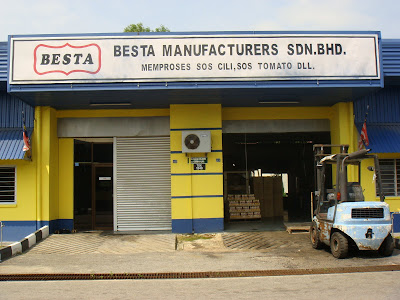 BESTA
BESTA MANUFACTURERS SDN.BHD.
MEMPROSES SOS CILI,SOS TOMATO DLL.